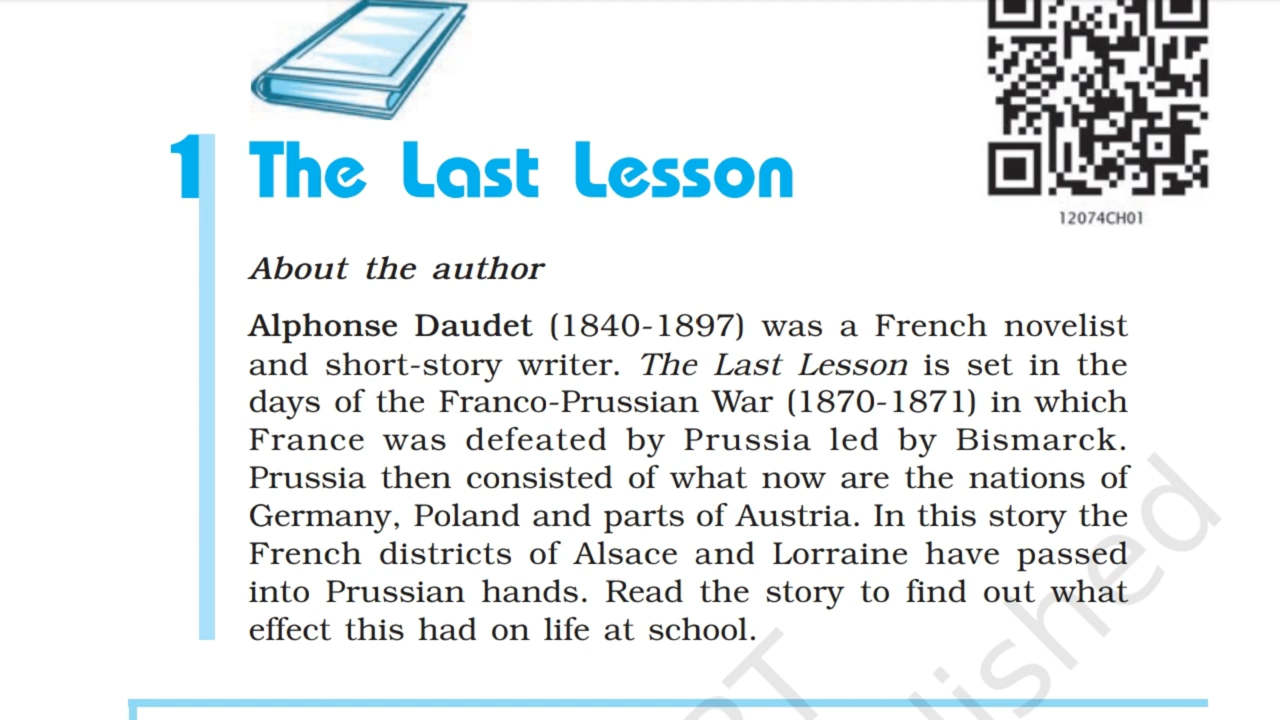 1 The Last Lesson
12074CH01
About the author
Alphonse Daudet (1840-1897) was a French novelist
and short-story writer. The Last Lesson is set in the
days of the Franco-Prussian War (1870-1871) in which
France was defeated by Prussia led by Bismarck.
Prussia then consisted of what now are the nations of
Germany, Poland and parts of Austria. In this story the
French districts of Alsace and Lorraine have passed
into Prussian hands. Read the story to find out what
effect this had on life at school.